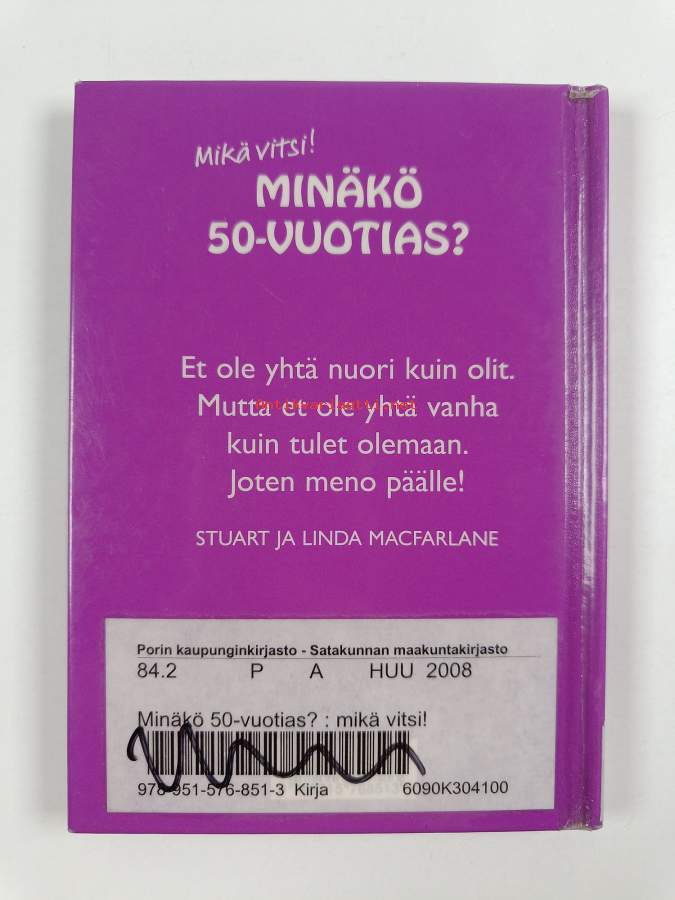 Mikä vitsi!
MINÄKÖ
50-VUOTIAS?
Et ole yhtä nuori kuin olit.
Mutta et ole yhtä vanha
kuin tulet olemaan.
Joten meno päälle!
STUART JA LINDA MACFARLANE
Porin kaupunginkirjasto - Satakunnan maakuntakirjasto
84.2 P A HUU 2008
Minäkö 50-vuotias? : mikä vitsi!
978-951-576-851-3 Kirja 6090K304100